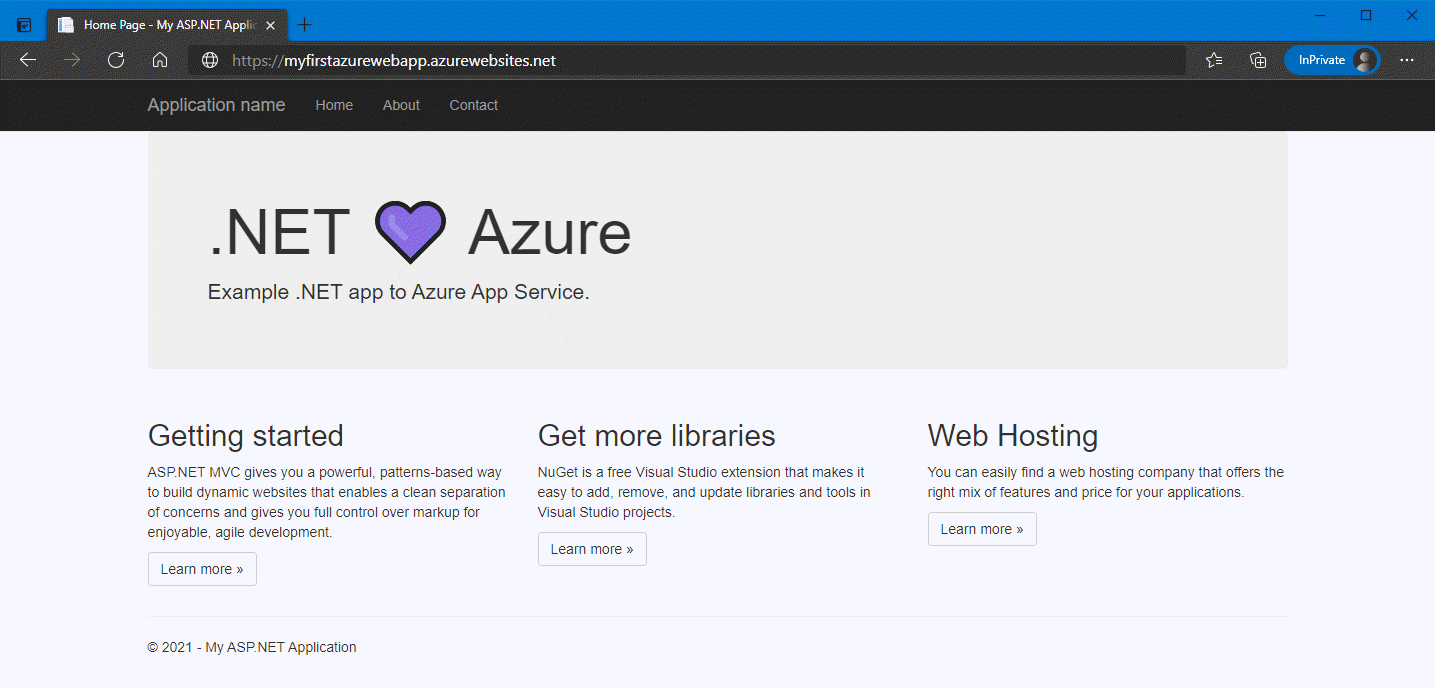 Home Page - My ASP.NET Applic
https://myfirstazurewebapp.azurewebsites.net
InPrivate
Application name Home About Contact
.NET 💜 Azure
Example .NET app to Azure App Service.
Getting started
ASP.NET MVC gives you a powerful, patterns-based way
to build dynamic websites that enables a clean separation
of concerns and gives you full control over markup for
enjoyable, agile development.
Learn more »
Get more libraries
NuGet is a free Visual Studio extension that makes it
easy to add, remove, and update libraries and tools in
Visual Studio projects.
Learn more »
Web Hosting
You can easily find a web hosting company that offers the
right mix of features and price for your applications.
Learn more »
© 2021 - My ASP.NET Application